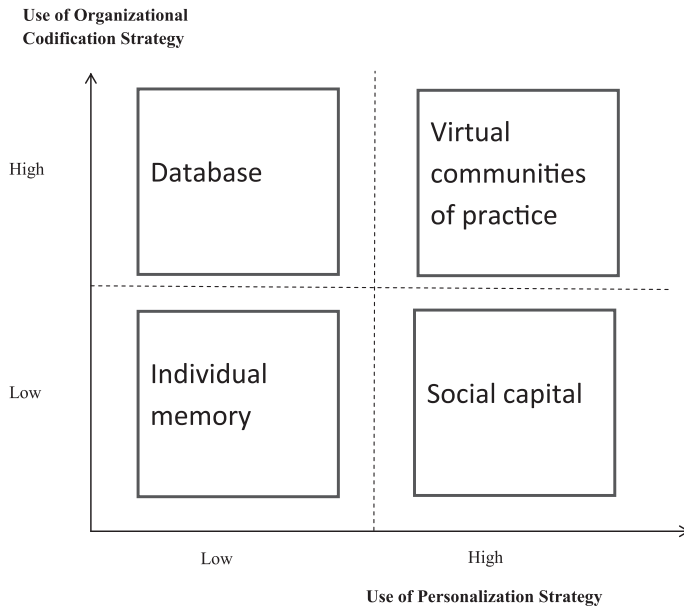 Use of Organizational
Codification Strategy
High
Database
Virtual
communities
of practice
Low
Individual
memory
Social capital
Low
High
Use of Personalization Strategy